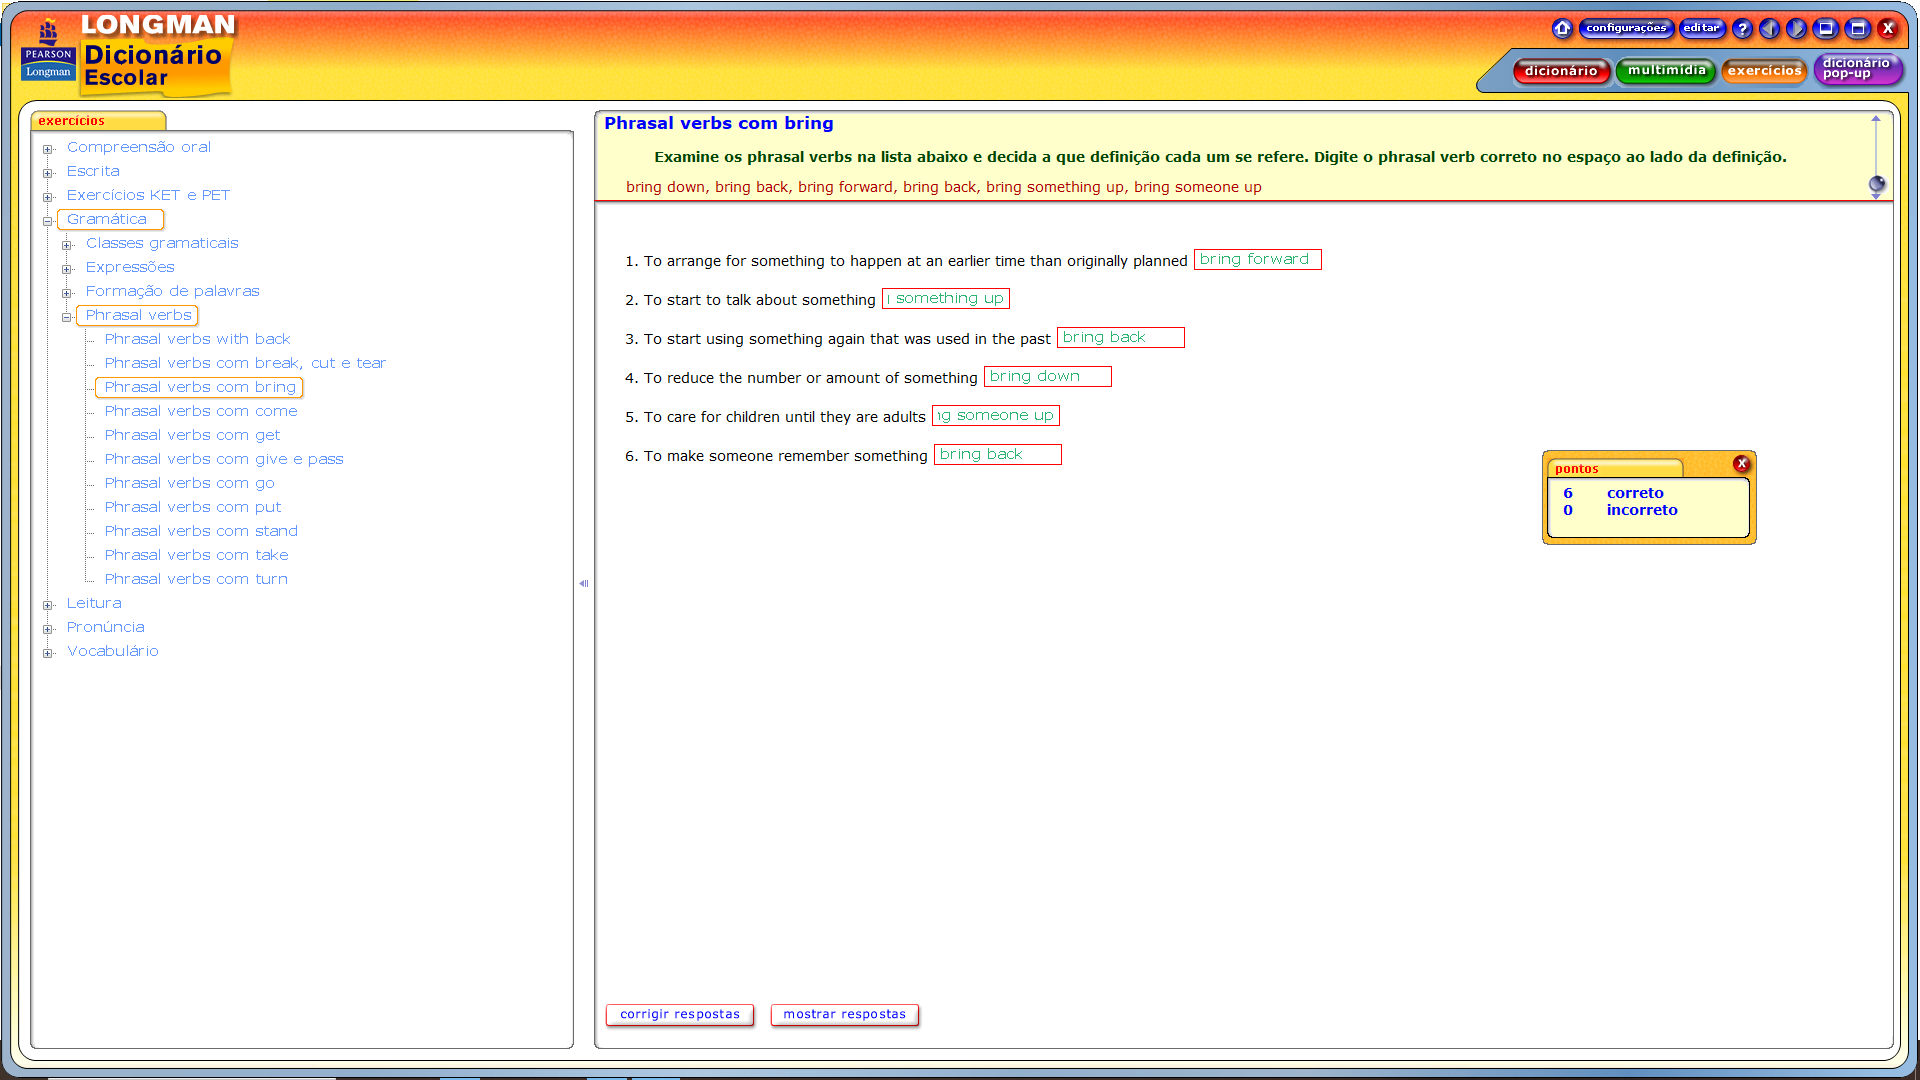 LONGMAN
Dicionário
Escolar
PEARSON
Longman
configurações editar ? X
dicionário multimídia exercícios dicionário pop-up
exercícios
Compreensão oral
Escrita
Exercícios KET e PET
Gramática
Classes gramaticais
Expressões
Formação de palavras
Phrasal verbs
Phrasal verbs with back
Phrasal verbs com break, cut e tear
Phrasal verbs com bring
Phrasal verbs com come
Phrasal verbs com get
Phrasal verbs com give e pass
Phrasal verbs com go
Phrasal verbs com put
Phrasal verbs com stand
Phrasal verbs com take
Phrasal verbs com turn
Leitura
Pronúncia
Vocabulário
Phrasal verbs com bring
Examine os phrasal verbs na lista abaixo e decida a que definição cada um se refere. Digite o phrasal verb correto no espaço ao lado da definição.
bring down, bring back, bring forward, bring back, bring something up, bring someone up
1. To arrange for something to happen at an earlier time than originally planned bring forward
2. To start to talk about something something up
3. To start using something again that was used in the past bring back
4. To reduce the number or amount of something bring down
5. To care for children until they are adults g someone up
6. To make someone remember something bring back
pontos X
6 correto
0 incorreto
corrigir respostas mostrar respostas